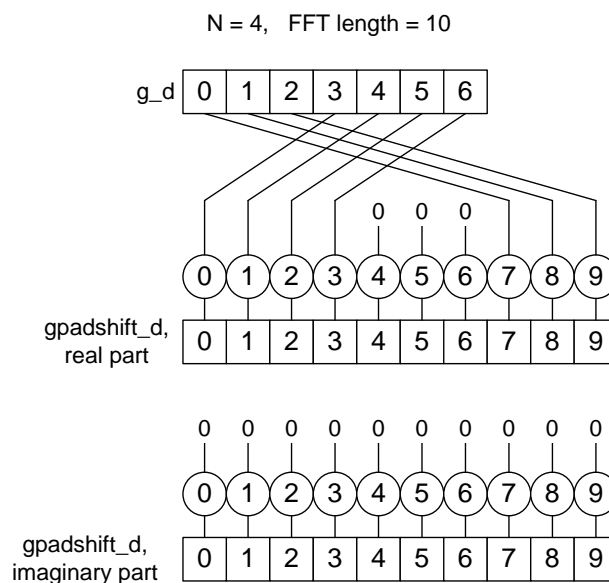 N = 4, FFT length = 10
g_d 0 1 2 3 4 5 6
0 0 0
0 1 2 3 4 5 6 7 8 9
gpadshift_d,
real part
0 1 2 3 4 5 6 7 8 9
0 0 0 0 0 0 0 0 0 0
0 1 2 3 4 5 6 7 8 9
gpadshift_d,
imaginary part
0 1 2 3 4 5 6 7 8 9